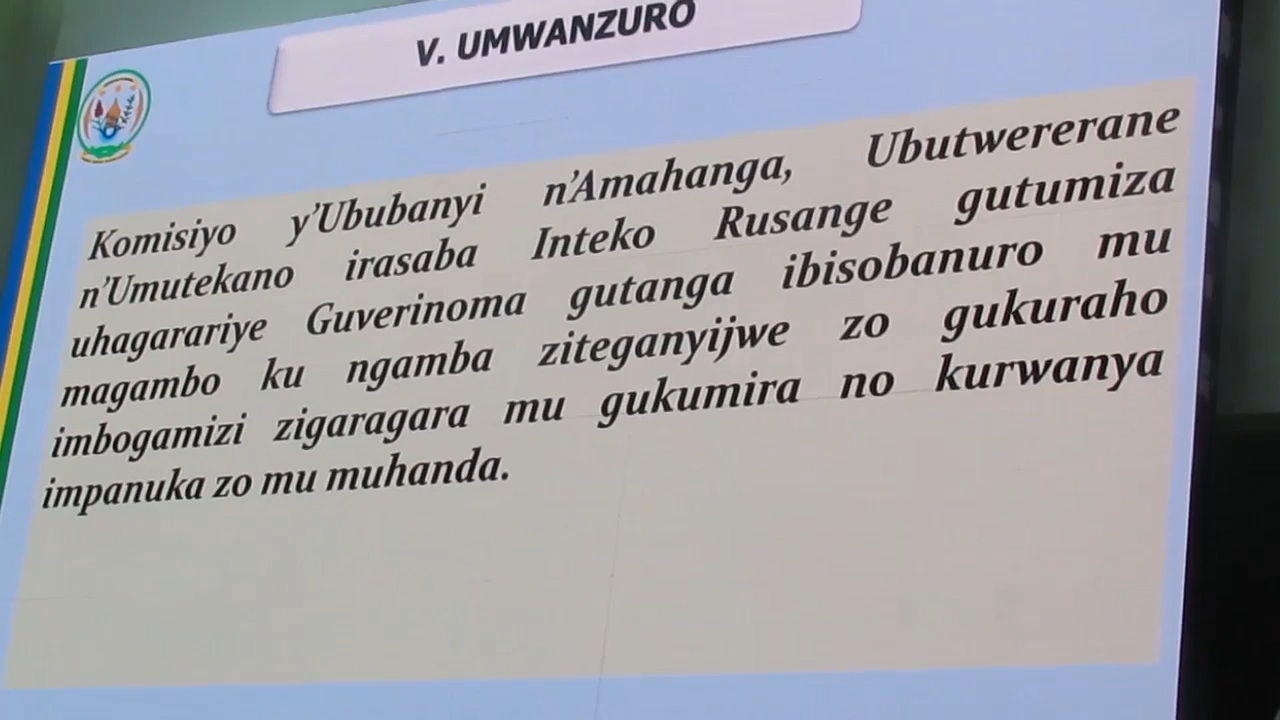 V. UMWANZURO
Komisiyo y'Ububanyi n'Amahanga, Ubutwererane
n'Umutekano irasaba Inteko Rusange gutumiza
uhagarariye Guverinoma gutanga ibisobanuro mu
magambo ku ngamba ziteganyijwe zo gukuraho
imbogamizi zigaragara mu gukumira no kurwanya
impanuka zo mu muhanda.